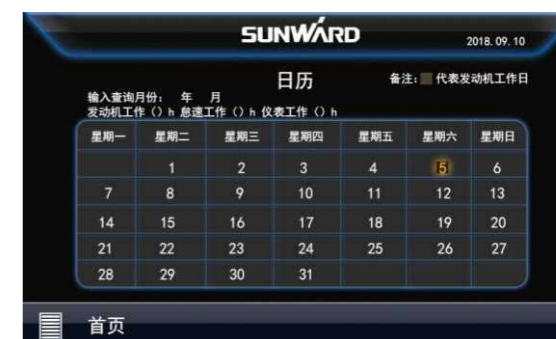 SUNWARD
2018. 09. 10
日历
备注: 代表发动机工作日
输入查询月份: 年 月
发动机工作 () h 怠速工作 () h 仪表工作 () h
星期一 星期二 星期三 星期四 星期五 星期六 星期日
1 2 3 4 5 6
7 8 9 10 11 12 13
14 15 16 17 18 19 20
21 22 23 24 25 26 27
28 29 30 31
首页